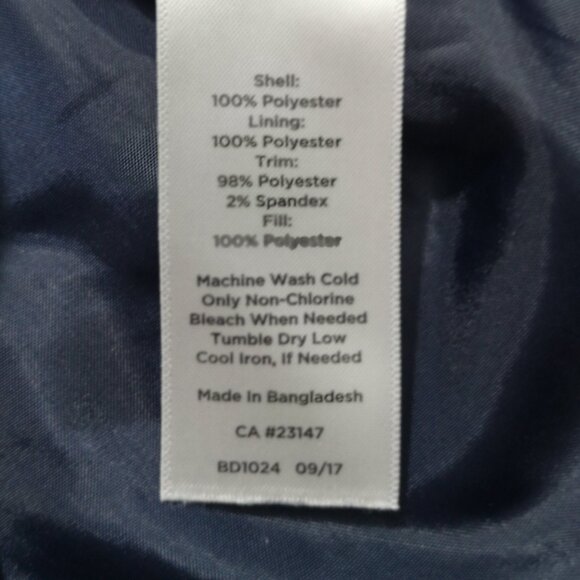 Shell:
100% Polyester
Lining:
100% Polyester
Trim:
98% Polyester
2% Spandex
Fill:
100% Polyester
Machine Wash Cold
Only Non-Chlorine
Bleach When Needed
Tumble Dry Low
Cool Iron, If Needed
Made In Bangladesh
CA #23147
BD1024 09/17